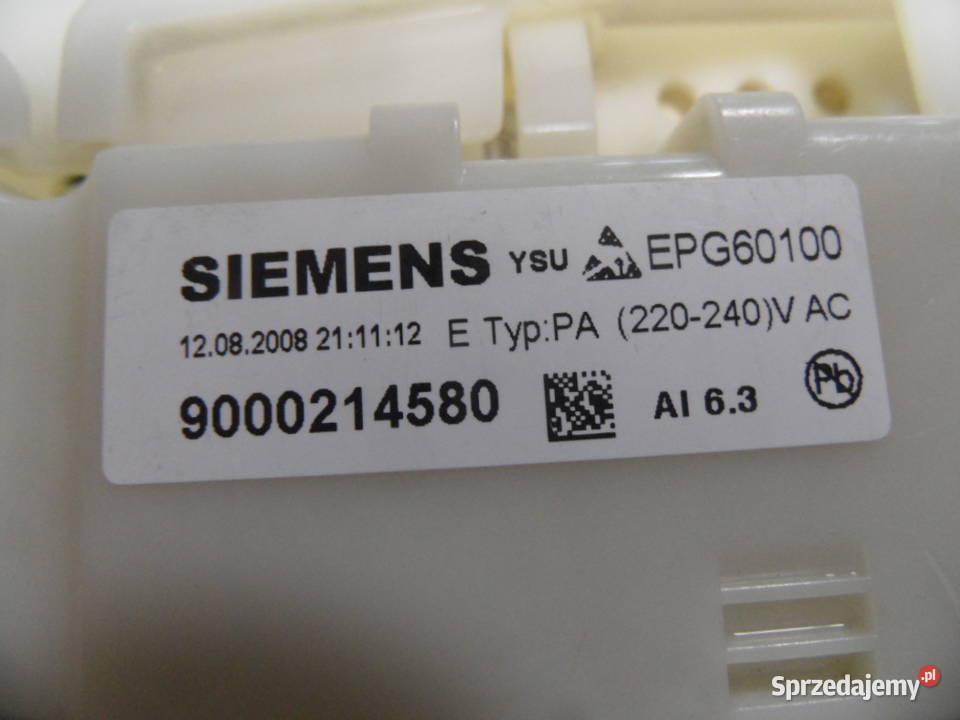 SIEMENS YSU EPG60100
12.08.2008 21:11:12 E Typ:PA (220-240)V AC
9000214580 AI 6.3 Pb
Sprzedajemy.pl